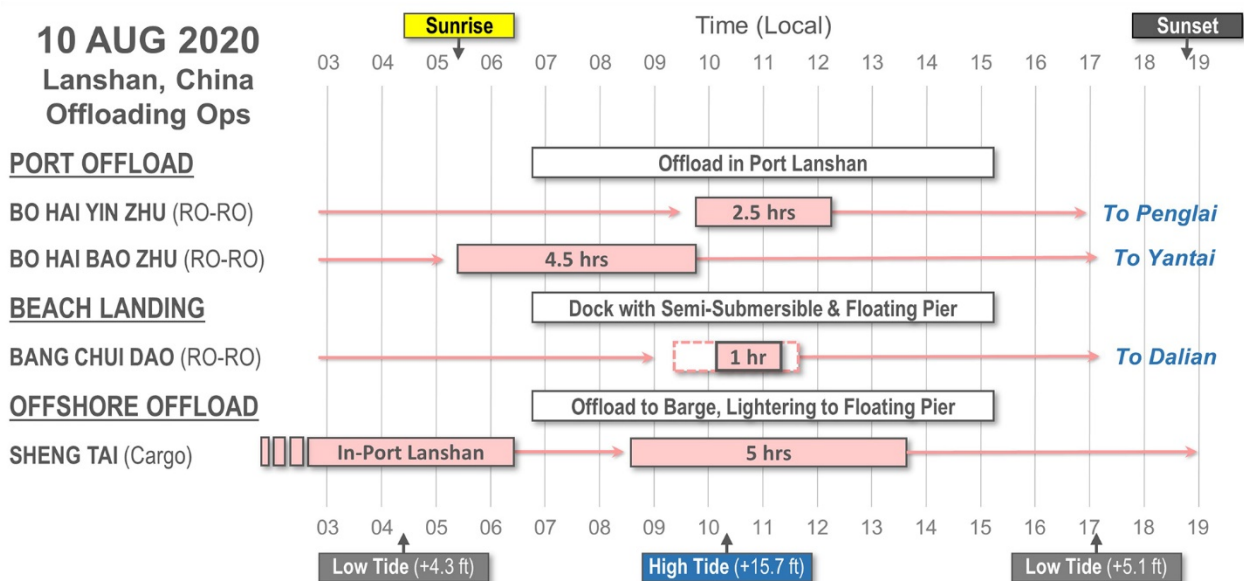 10 AUG 2020
Lanshan, China
Offloading Ops
Sunrise
Time (Local)
Sunset
03 04 05 06 07 08 09 10 11 12 13 14 15 16 17 18 19
PORT OFFLOAD
Offload in Port Lanshan
BO HAI YIN ZHU (RO-RO)
2.5 hrs
To Penglai
BO HAI BAO ZHU (RO-RO)
4.5 hrs
To Yantai
BEACH LANDING
Dock with Semi-Submersible & Floating Pier
BANG CHUI DAO (RO-RO)
1 hr
To Dalian
OFFSHORE OFFLOAD
Offload to Barge, Lightering to Floating Pier
SHENG TAI (Cargo)
In-Port Lanshan
5 hrs
03 04 05 06 07 08 09 10 11 12 13 14 15 16 17 18 19
Low Tide (+4.3 ft)
High Tide (+15.7 ft)
Low Tide (+5.1 ft)